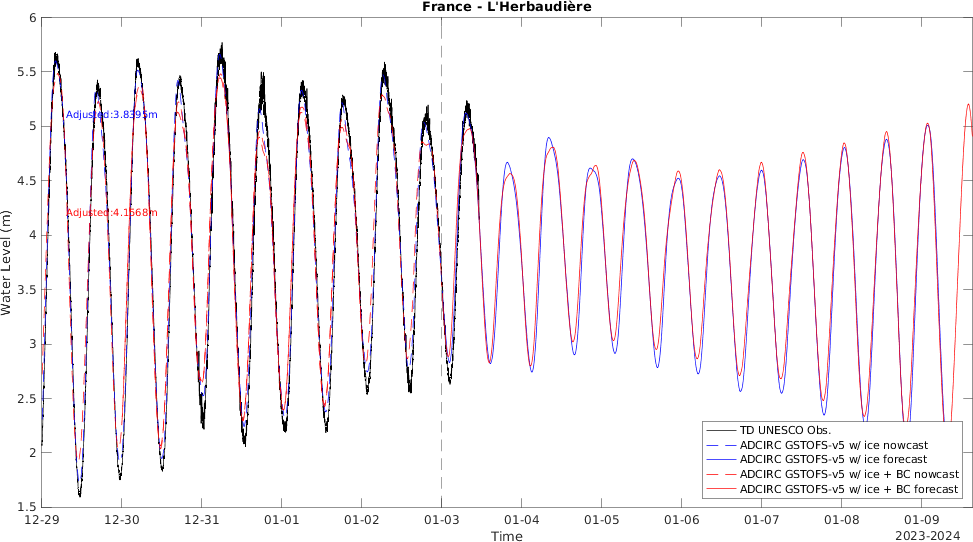 France - L'Herbaudière
6
5.5
5
4.5
4
3.5
3
2.5
2
1.5
Water Level (m)
Adjusted:3.8395m
Adjusted:4.1568m
TD UNESCO Obs.
ADCIRC GSTOFS-v5 w/ ice nowcast
ADCIRC GSTOFS-v5 w/ ice forecast
ADCIRC GSTOFS-v5 w/ ice + BC nowcast
ADCIRC GSTOFS-v5 w/ ice + BC forecast
12-29 12-30 12-31 01-01 01-02 01-03 01-04 01-05 01-06 01-07 01-08 01-09
Time
2023-2024